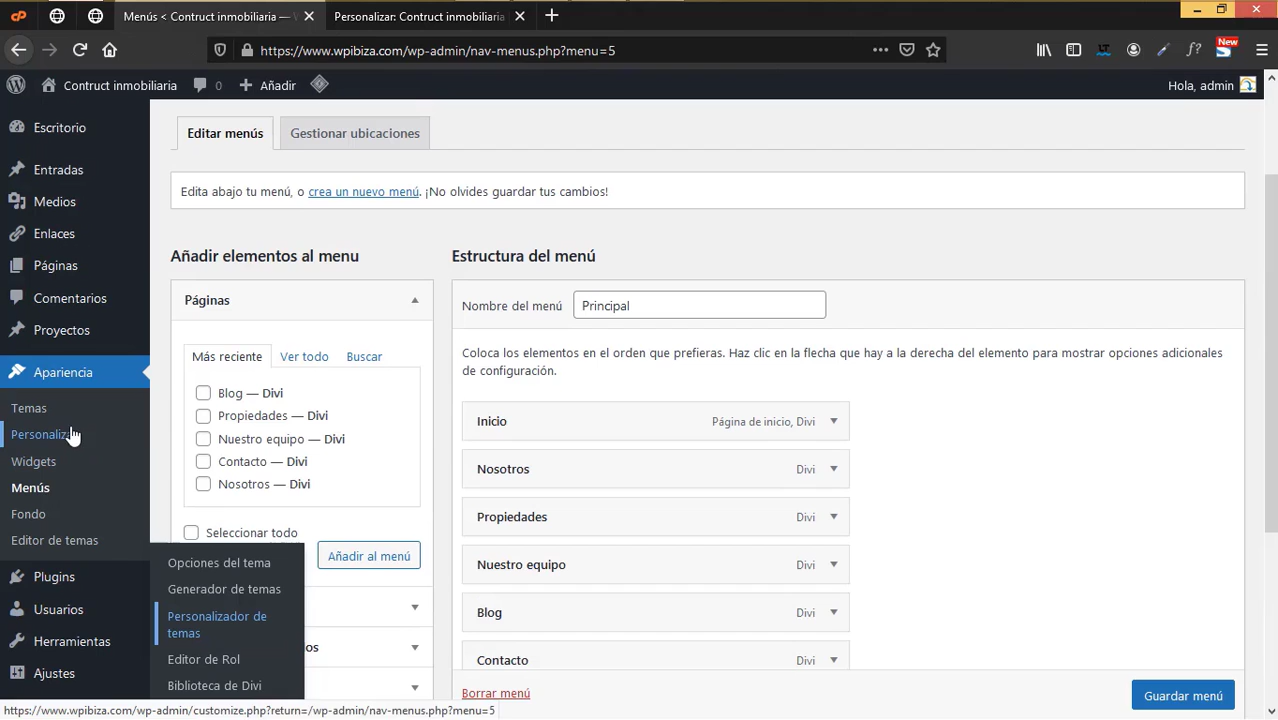 Menús < Contruct inmobiliaria —
Personalizar: Contruct inmobiliaria
https://www.wpibiza.com/wp-admin/nav-menus.php?menu=5
New
Contruct inmobiliaria
0
Añadir
Hola, admin
Escritorio
Entradas
Medios
Enlaces
Páginas
Comentarios
Proyectos
Apariencia
Temas
Widgets
Menús
Fondo
Editor de temas
Plugins
Usuarios
Herramientas
Ajustes
Opciones del tema
Generador de temas
Personalizador de
temas
Editor de Rol
Biblioteca de Divi
Editar menús
Gestionar ubicaciones
Edita abajo tu menú, o crea un nuevo menú. ¡No olvides guardar tus cambios!
Añadir elementos al menu
Páginas
Más reciente
Ver todo
Buscar
Blog — Divi
Propiedades — Divi
Nuestro equipo — Divi
Contacto — Divi
Nosotros — Divi
Seleccionar todo
Añadir al menú
Estructura del menú
Nombre del menú
Principal
Coloca los elementos en el orden que prefieras. Haz clic en la flecha que hay a la derecha del elemento para mostrar opciones adicionales
de configuración.
Inicio
Página de inicio, Divi
Nosotros
Divi
Propiedades
Divi
Nuestro equipo
Divi
Blog
Divi
Contacto
Divi
Borrar menú
Guardar menú
https://www.wpibiza.com/wp-admin/customize.php?return=/wp-admin/nav-menus.php?menu=5